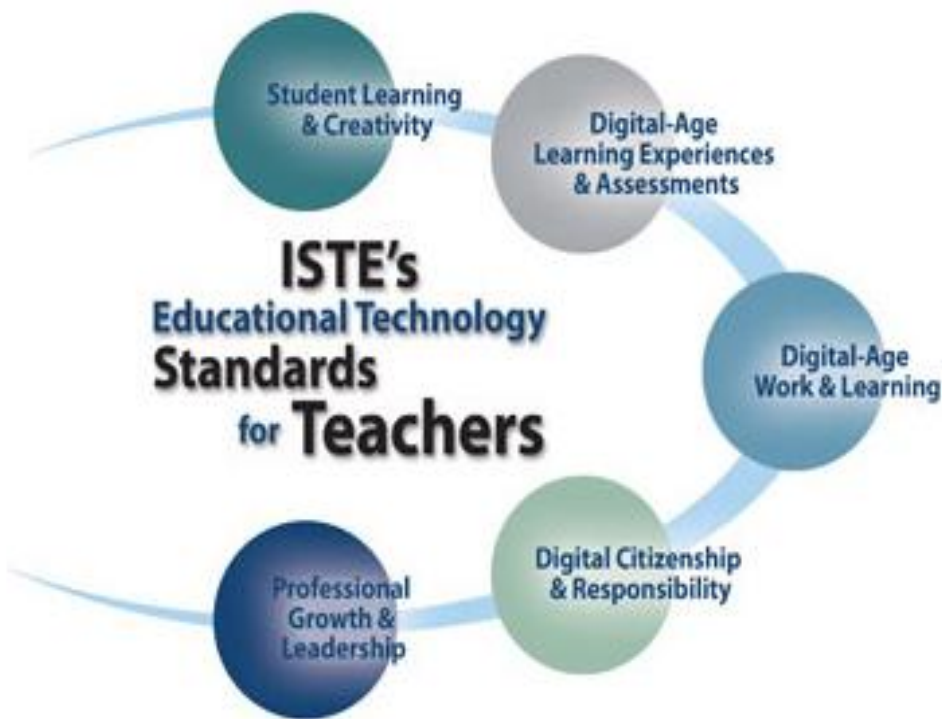 Student Learning
& Creativity
Digital-Age
Learning Experiences
& Assessments
ISTE's
Educational Technology
Standards
for Teachers
Digital-Age
Work & Learning
Digital Citizenship
& Responsibility
Professional
Growth &
Leadership